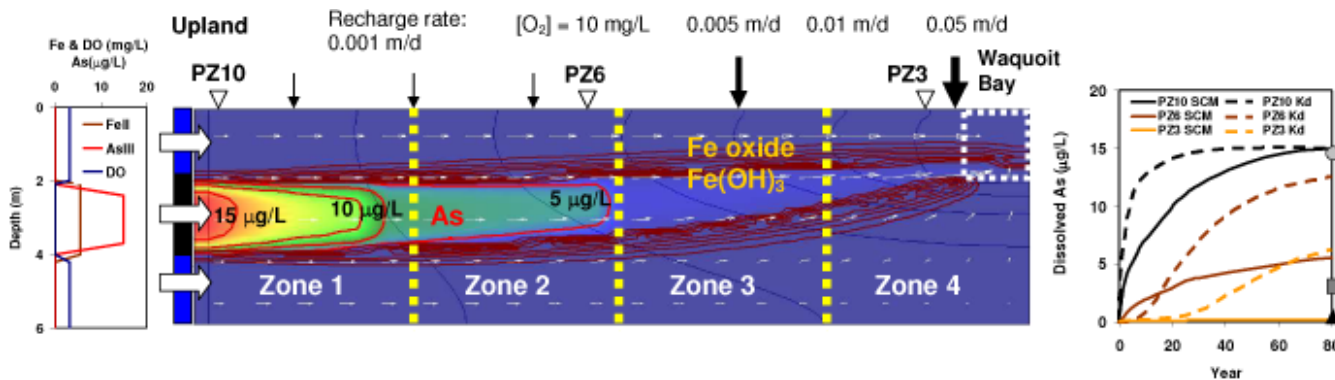 Upland
Recharge rate:
0.001 m/d
[O₂] = 10 mg/L
0.005 m/d
0.01 m/d
0.05 m/d
Fe & DO (mg/L)
As(μg/L)
0 10 20
0
2
4
6
Depth (m)
FeII
AsIII
DO
PZ10
PZ6
PZ3
Waquoit
Bay
Fe oxide
Fe(OH)₃
15 μg/L
10 μg/L
As
5 μg/L
Zone 1
Zone 2
Zone 3
Zone 4
Dissolved As (μg/L)
20
15
10
5
0
PZ10 SCM
PZ6 SCM
PZ3 SCM
PZ10 Kd
PZ6 Kd
PZ3 Kd
0 20 40 60 80
Year